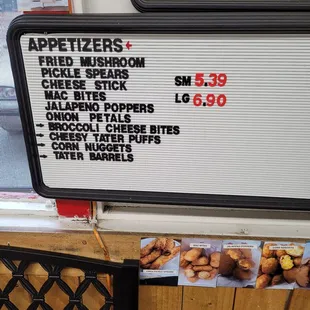 APPETIZERS
FRIED MUSHROOM
PICKLE SPEARS
CHEESE STICK SM 5.39
MAC BITES LG 6.90
JALAPENO POPPERS
ONION PETALS
BROCCOLI CHEESE BITES
CHEESY TATER PUFFS
CORN NUGGETS
TATER BARRELS